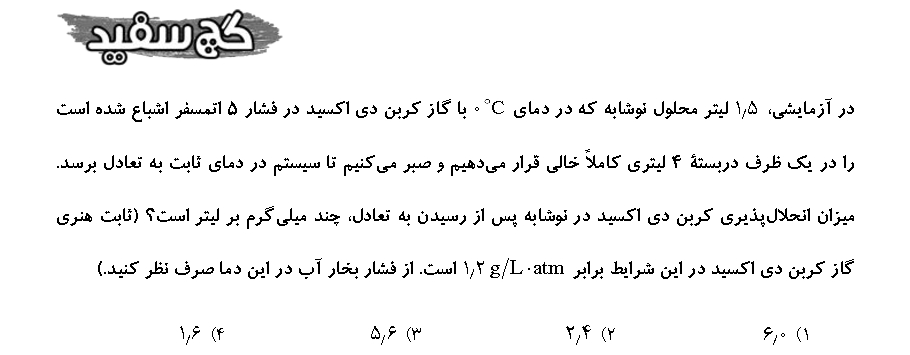 گچ سفید
در آزمایشی، ۱٫۵ لیتر محلول نوشابه که در دمای ۰ °C با گاز کربن دی اکسید در فشار ۵ اتمسفر اشباع شده است
را در یک ظرف دربستهٔ ۴ لیتری کاملاً خالی قرار می‌دهیم و صبر می‌کنیم تا سیستم در دمای ثابت به تعادل برسد.
میزان انحلال‌پذیری کربن دی اکسید در نوشابه پس از رسیدن به تعادل، چند میلی‌گرم بر لیتر است؟ (ثابت هنری
گاز کربن دی اکسید در این شرایط برابر ۱٫۲ g/L·atm است. از فشار بخار آب در این دما صرف نظر کنید.)
۱) ۶٫۰ ۲) ۲٫۴ ۳) ۵٫۶ ۴) ۱٫۶